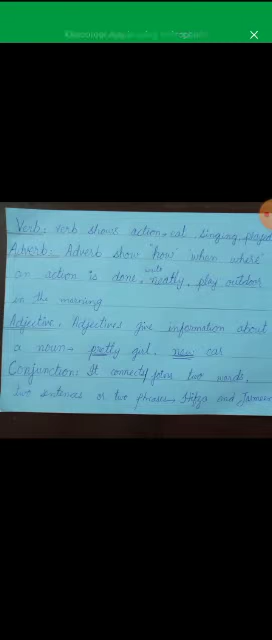 Verb: Verb shows action, eat, singing, played
Adverb: Adverb show 'how' when where
an action is done. write neatly, play outdoor
in the morning
Adjective. Adjectives give information about
a noun → pretty girl. new car
Conjunction: It connects/joins two words,
two sentences or two phrases → Hifza and